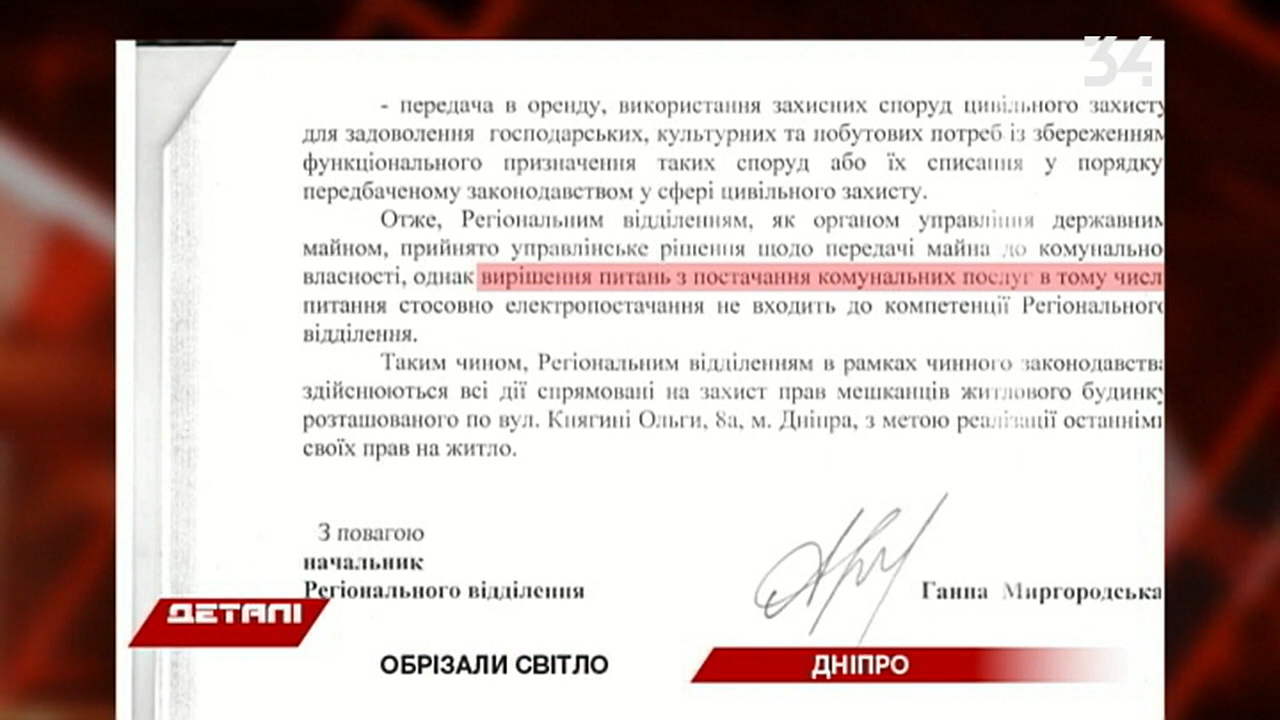 34
- передача в оренду, використання захисних споруд цивільного захисту
для задоволення господарських, культурних та побутових потреб із збереженням
функціонального призначення таких споруд або їх списання у порядку
передбаченому законодавством у сфері цивільного захисту.
Отже, Регіональним відділенням, як органом управління державним
майном, прийнято управлінське рішення щодо передачі майна до комунально
власності, однак вирішення питань з постачання комунальних послуг в тому числ
питання стосовно електропостачання не входить до компетенції Регіонального
відділення.
Таким чином, Регіональним відділенням в рамках чинного законодавства
здійснюються всі дії спрямовані на захист прав мешканців житлового будинку
розташованого по вул. Княгині Ольги, 8а, м. Дніпра, з метою реалізації останнімі
своїх прав на житло.
З повагою
начальник
Регіонального відділення
Ганна Миргородська
ДЕТАЛІ
ОБРІЗАЛИ СВІТЛО
ДНІПРО